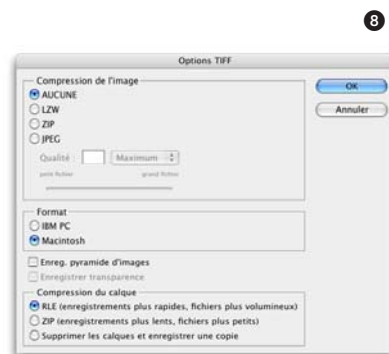 8
Options TIFF
Compression de l'image
AUCUNE
LZW
ZIP
JPEG
Qualité : Maximum
petit fichier grand fichier
OK
Annuler
Format
IBM PC
Macintosh
Enreg. pyramide d'images
Enregistrer transparence
Compression du calque
RLE (enregistrements plus rapides, fichiers plus volumineux)
ZIP (enregistrements plus lents, fichiers plus petits)
Supprimer les calques et enregistrer une copie